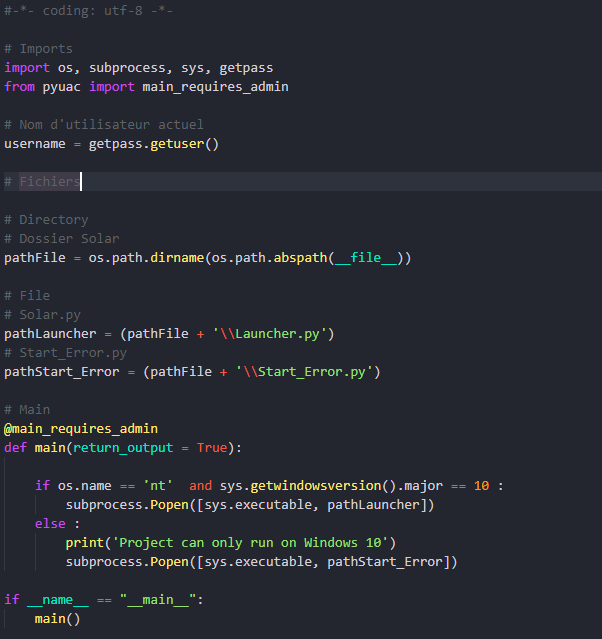 #-*- coding: utf-8 -*-
# Imports
import os, subprocess, sys, getpass
from pyuac import main_requires_admin
# Nom d'utilisateur actuel
username = getpass.getuser()
# Fichiers
# Directory
# Dossier Solar
pathFile = os.path.dirname(os.path.abspath(__file__))
# File
# Solar.py
pathLauncher = (pathFile + '\\Launcher.py')
# Start_Error.py
pathStart_Error = (pathFile + '\\Start_Error.py')
# Main
@main_requires_admin
def main(return_output = True):
    if os.name == 'nt'  and sys.getwindowsversion().major == 10 :
        subprocess.Popen([sys.executable, pathLauncher])
    else :
        print('Project can only run on Windows 10')
        subprocess.Popen([sys.executable, pathStart_Error])
if __name__ == "__main__":
    main()